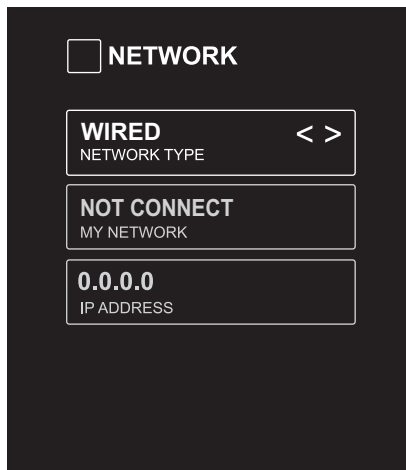 NETWORK
WIRED < >
NETWORK TYPE
NOT CONNECT
MY NETWORK
0.0.0.0
IP ADDRESS